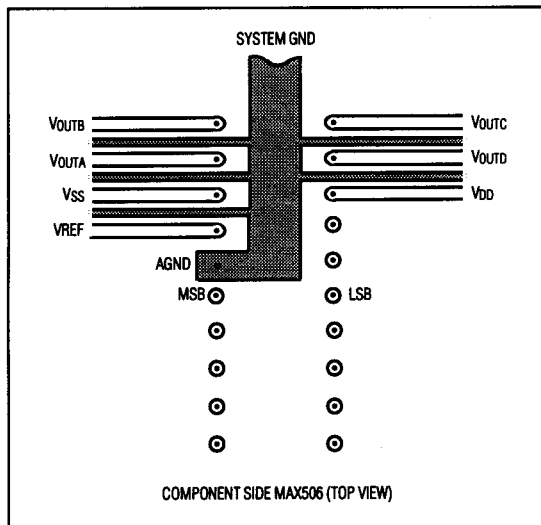 SYSTEM GND
VOUTB
VOUTC
VOUTA
VOUTD
VSS
VDD
VREF
AGND
MSB
LSB
COMPONENT SIDE MAX506 (TOP VIEW)